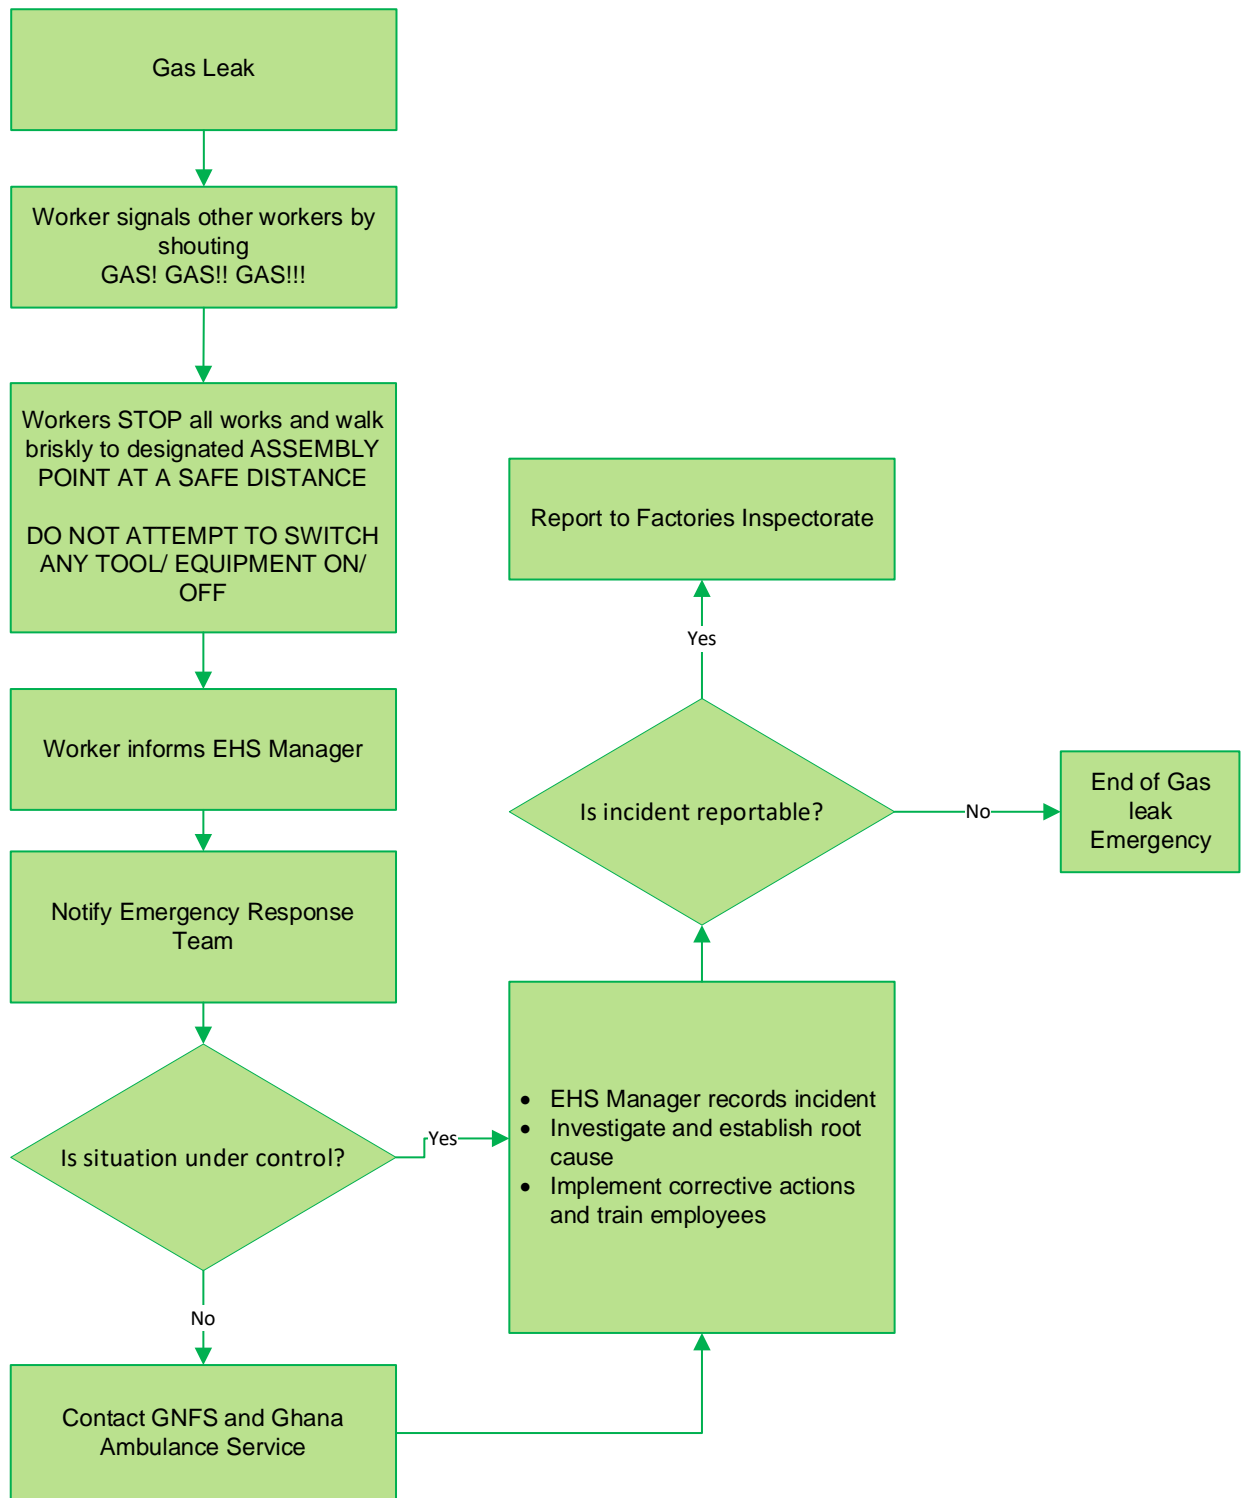 Gas Leak
Worker signals other workers by
shouting
GAS! GAS!! GAS!!!
Workers STOP all works and walk
briskly to designated ASSEMBLY
POINT AT A SAFE DISTANCE
DO NOT ATTEMPT TO SWITCH
ANY TOOL/ EQUIPMENT ON/
OFF
Worker informs EHS Manager
Notify Emergency Response
Team
Is situation under control?
Yes
No
Contact GNFS and Ghana
Ambulance Service
• EHS Manager records incident
• Investigate and establish root
cause
• Implement corrective actions
and train employees
Is incident reportable?
Yes
Report to Factories Inspectorate
No
End of Gas
leak
Emergency